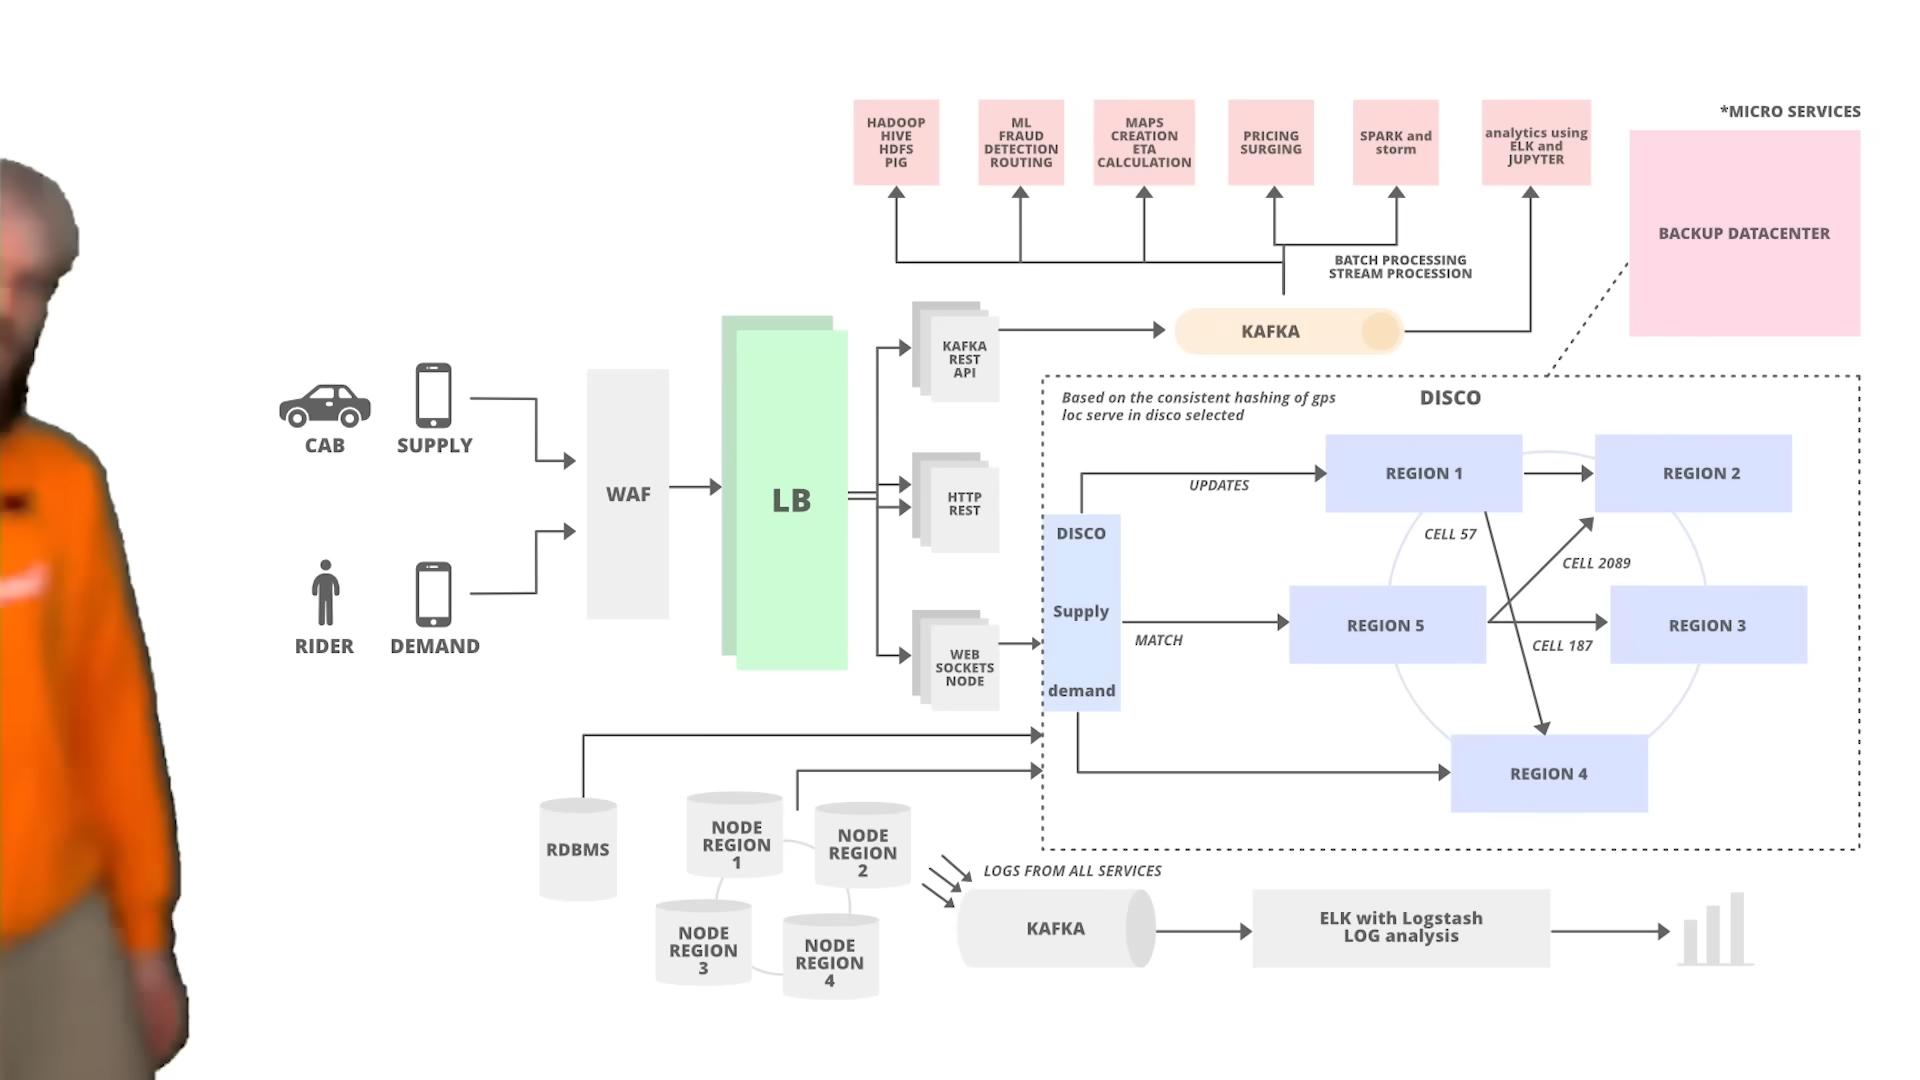 *MICRO SERVICES
HADOOP
HIVE
HDFS
PIG
ML
FRAUD
DETECTION
ROUTING
MAPS
CREATION
ETA
CALCULATION
PRICING
SURGING
SPARK and
storm
analytics using
ELK and
JUPYTER
BACKUP DATACENTER
BATCH PROCESSING
STREAM PROCESSION
KAFKA
REST
API
KAFKA
CAB
SUPPLY
RIDER
DEMAND
WAF
LB
HTTP
REST
WEB
SOCKETS
NODE
Based on the consistent hashing of gps
loc serve in disco selected
DISCO
UPDATES
REGION 1
REGION 2
DISCO
Supply
demand
CELL 57
CELL 2089
MATCH
REGION 5
REGION 3
CELL 187
REGION 4
RDBMS
NODE
REGION
1
NODE
REGION
2
NODE
REGION
3
NODE
REGION
4
LOGS FROM ALL SERVICES
KAFKA
ELK with Logstash
LOG analysis